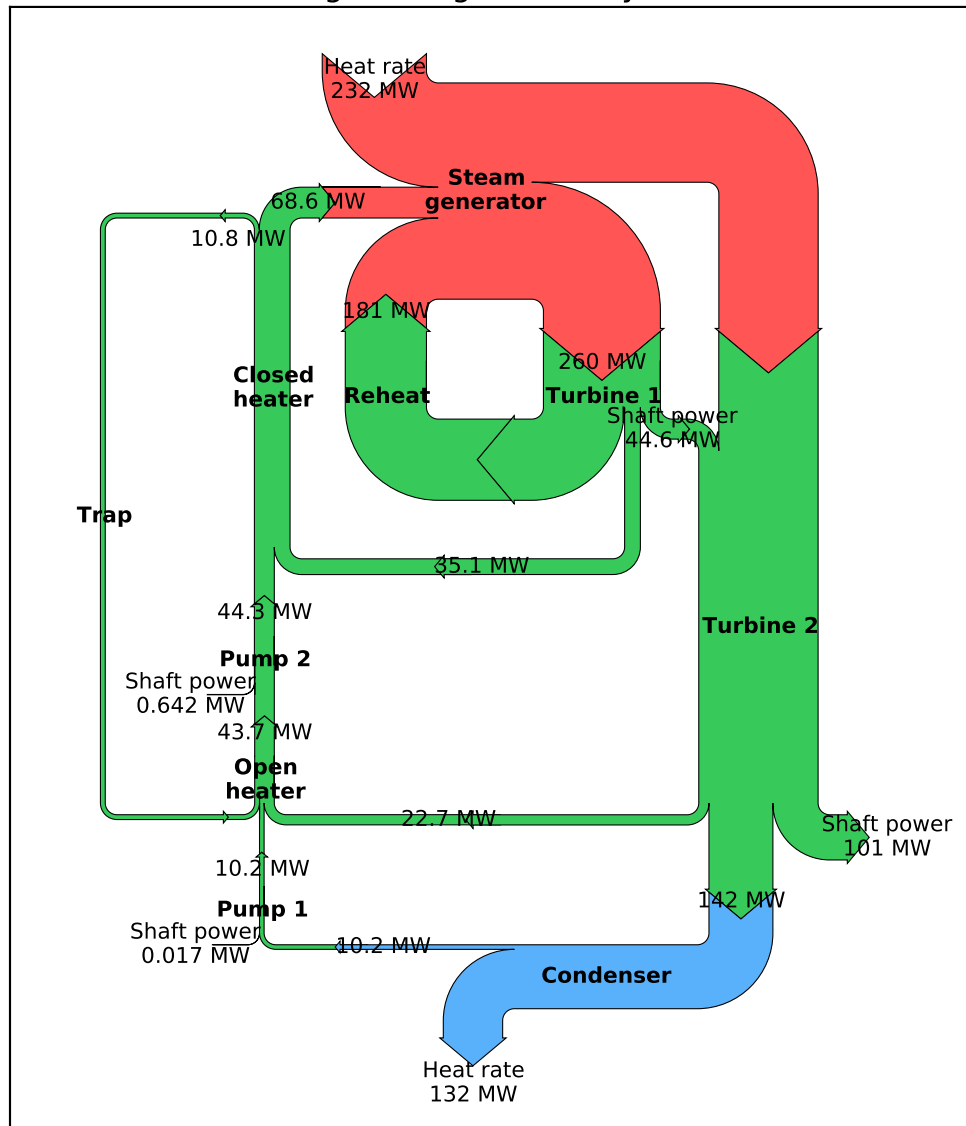 Heat rate
232 MW
Steam
generator
68.6 MW
10.8 MW
181 MW
260 MW
Closed
heater
Reheat
Turbine 1
Shaft power
44.6 MW
Trap
35.1 MW
44.3 MW
Turbine 2
Pump 2
Shaft power
0.642 MW
43.7 MW
Open
heater
22.7 MW
Shaft power
101 MW
10.2 MW
142 MW
Pump 1
Shaft power
0.017 MW
10.2 MW
Condenser
Heat rate
132 MW